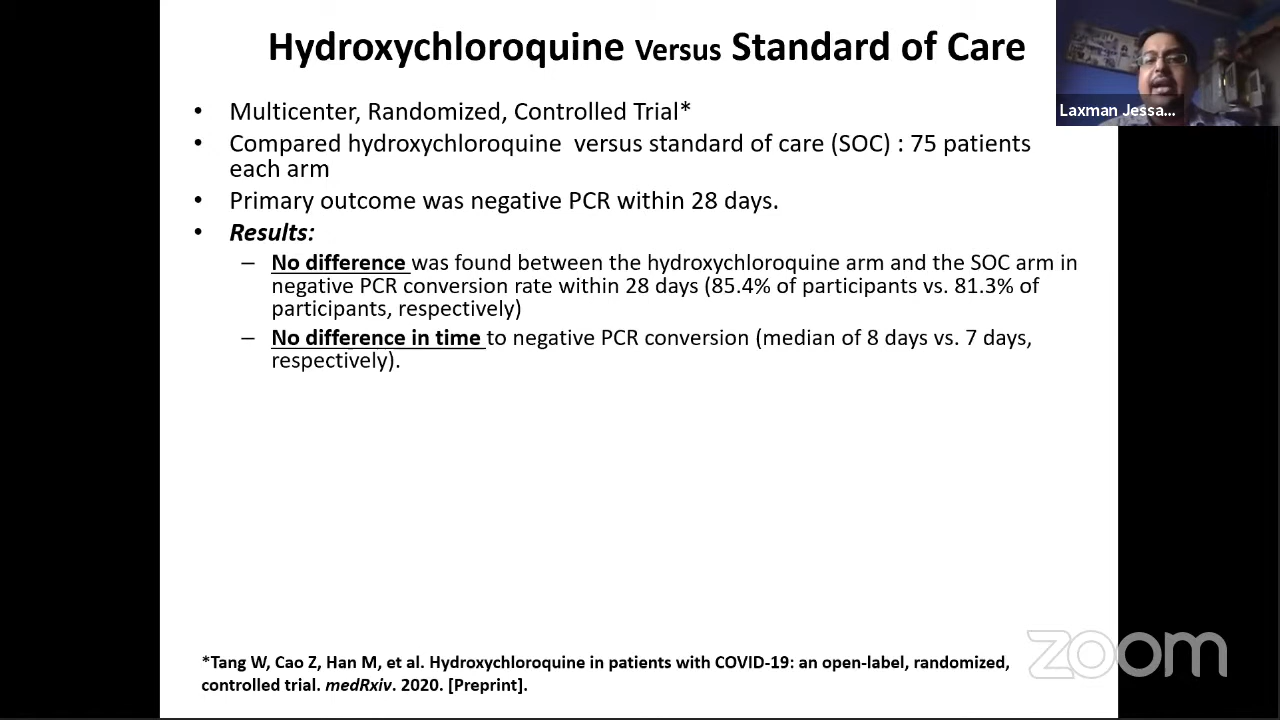 Hydroxychloroquine Versus Standard of Care
Laxman Jessa...
• Multicenter, Randomized, Controlled Trial*
• Compared hydroxychloroquine versus standard of care (SOC) : 75 patients
each arm
• Primary outcome was negative PCR within 28 days.
• Results:
– No difference was found between the hydroxychloroquine arm and the SOC arm in
negative PCR conversion rate within 28 days (85.4% of participants vs. 81.3% of
participants, respectively)
– No difference in time to negative PCR conversion (median of 8 days vs. 7 days,
respectively).
zoom
*Tang W, Cao Z, Han M, et al. Hydroxychloroquine in patients with COVID-19: an open-label, randomized,
controlled trial. medRxiv. 2020. [Preprint].